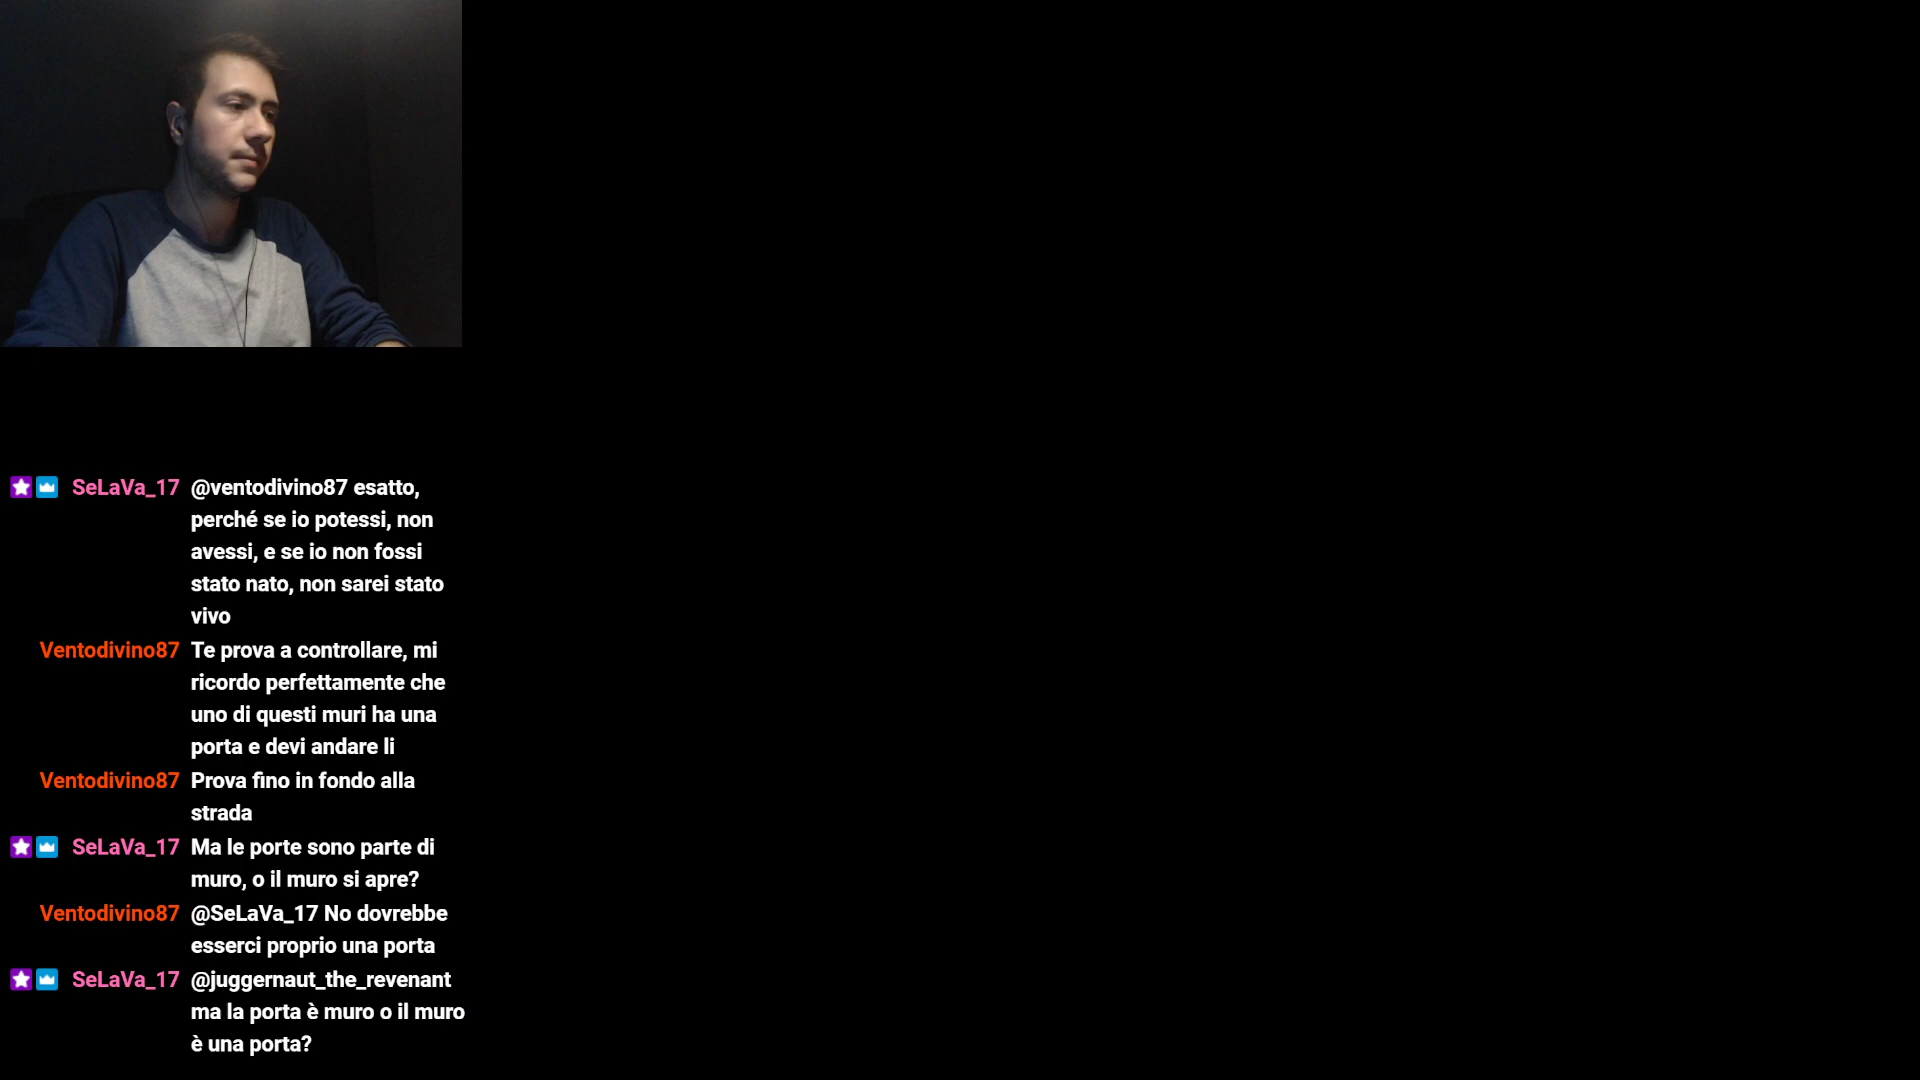 SeLaVa_17 @ventodivino87 esatto,
perché se io potessi, non
avessi, e se io non fossi
stato nato, non sarei stato
vivo
Ventodivino87 Te prova a controllare, mi
ricordo perfettamente che
uno di questi muri ha una
porta e devi andare li
Ventodivino87 Prova fino in fondo alla
strada
SeLaVa_17 Ma le porte sono parte di
muro, o il muro si apre?
Ventodivino87 @SeLaVa_17 No dovrebbe
esserci proprio una porta
SeLaVa_17 @juggernaut_the_revenant
ma la porta è muro o il muro
è una porta?